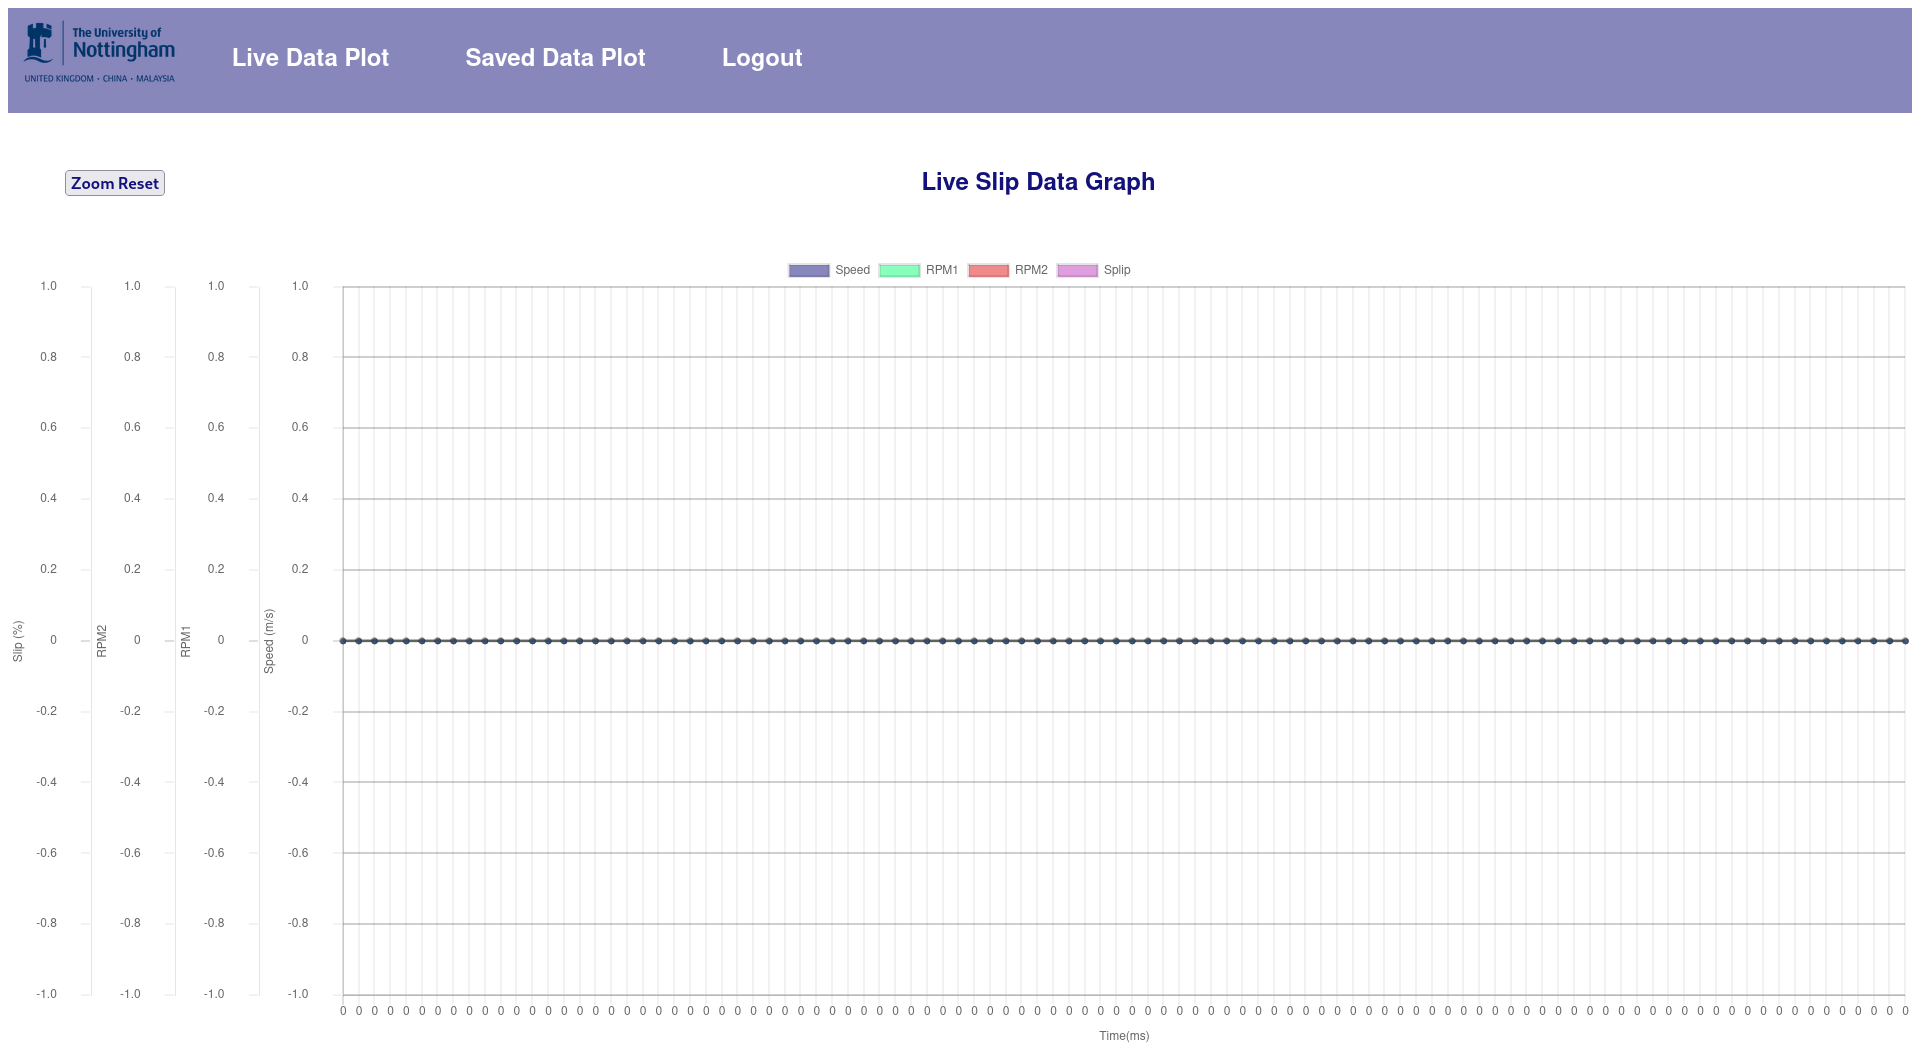 The University of
Nottingham
UNITED KINGDOM · CHINA · MALAYSIA
Live Data Plot Saved Data Plot Logout
Zoom Reset
Live Slip Data Graph
Speed RPM1 RPM2 Splip
1.0 1.0 1.0 1.0
0.8 0.8 0.8 0.8
0.6 0.6 0.6 0.6
0.4 0.4 0.4 0.4
0.2 0.2 0.2 0.2
Slip (%) 0 RPM2 0 RPM1 0 Speed (m/s) 0
-0.2 -0.2 -0.2 -0.2
-0.4 -0.4 -0.4 -0.4
-0.6 -0.6 -0.6 -0.6
-0.8 -0.8 -0.8 -0.8
-1.0 -1.0 -1.0 -1.0
0 0 0 0 0 0 0 0 0 0 0 0 0 0 0 0 0 0 0 0 0 0 0 0 0 0 0 0 0 0 0 0 0 0 0 0 0 0 0 0 0 0 0 0 0 0 0 0 0 0 0 0 0 0 0 0 0 0 0 0 0 0 0 0 0 0 0 0 0 0 0 0 0 0 0 0 0 0 0 0 0 0 0 0 0 0 0 0 0 0 0 0 0 0 0 0 0 0 0 0
Time(ms)